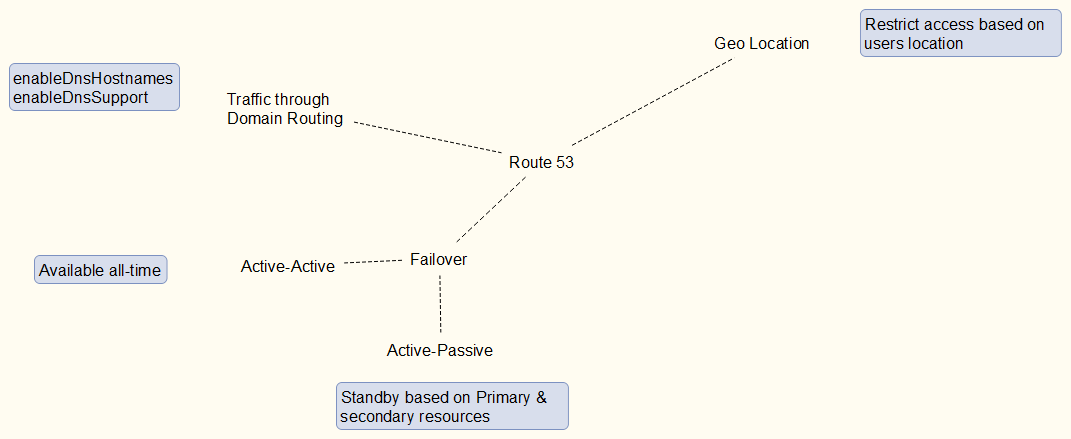 Geo Location
Restrict access based on
users location
enableDnsHostnames
enableDnsSupport
Traffic through
Domain Routing
Route 53
Available all-time
Active-Active
Failover
Active-Passive
Standby based on Primary &
secondary resources